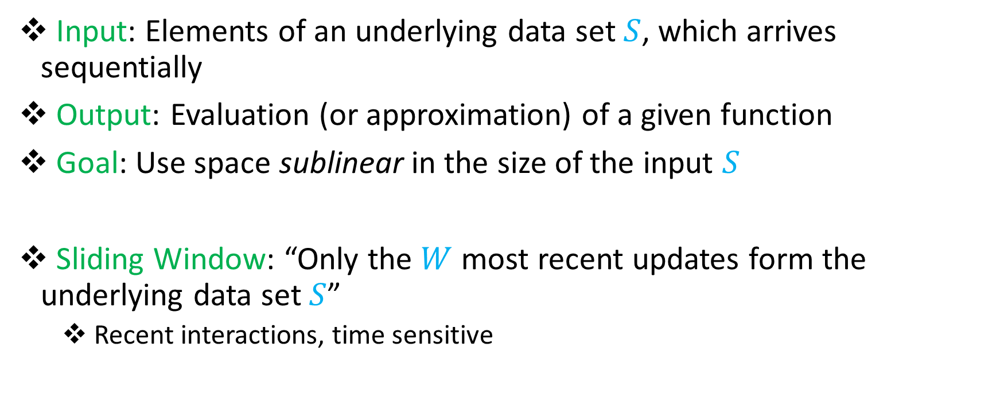 ❖ Input: Elements of an underlying data set S, which arrives
sequentially
❖ Output: Evaluation (or approximation) of a given function
❖ Goal: Use space sublinear in the size of the input S
❖ Sliding Window: “Only the W most recent updates form the
underlying data set S”
❖ Recent interactions, time sensitive